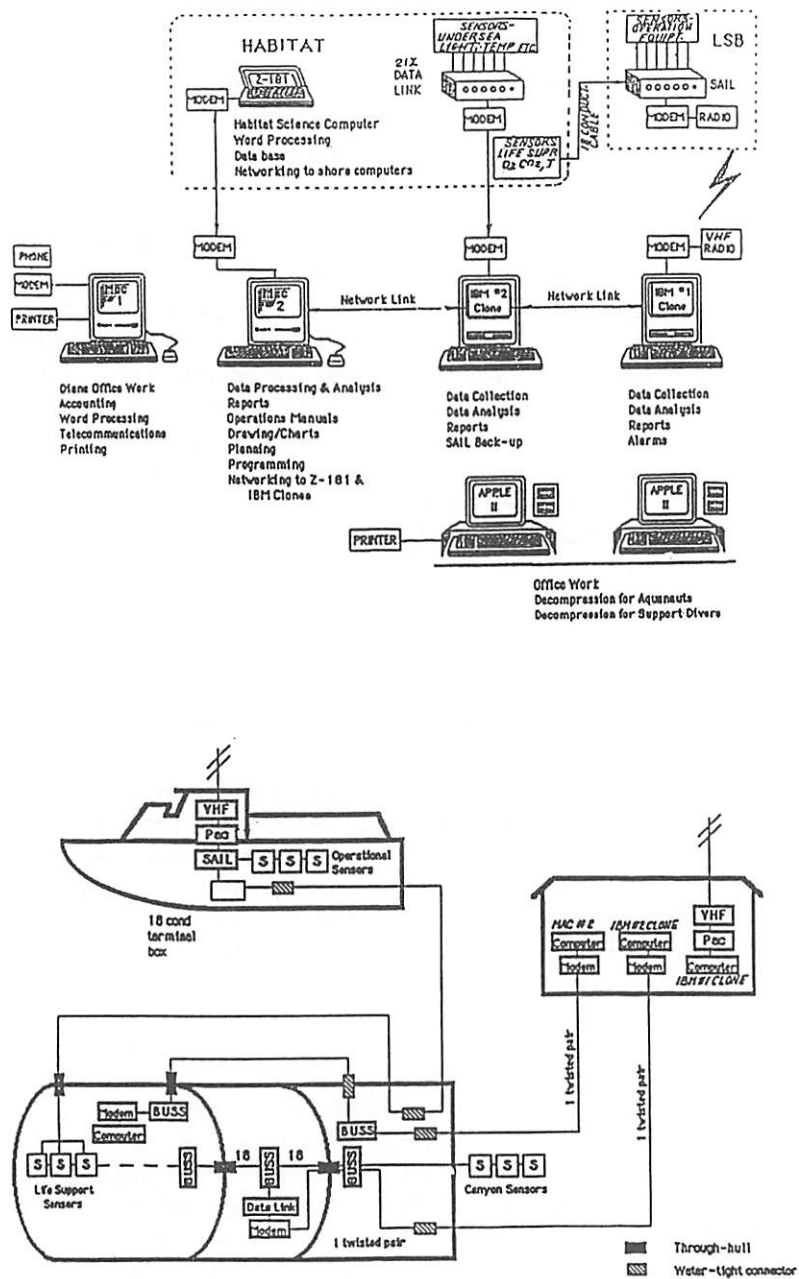 HABITAT
Z-181
MODEM
Habitat Science Computer
Word Processing
Data base
Networking to shore computers
SENSORS-
UNDERSEA
LIGHT, TEMP ETC
21X
DATA
LINK
MODEM
SENSORS
LIFE SUPR
O2 CO2, T
18 CONDUCT.
CABLE
SENSORS-
OPERATION
EQUIPT.
LSB
SAIL
MODEM
RADIO
PHONE
MODEM
PRINTER
MAC
#1
Diane Office Work
Accounting
Word Processing
Telecommunications
Printing
MODEM
MAC
#2
Data Processing & Analysis
Reports
Operations Manuals
Drawing/Charts
Planning
Programming
Networking to Z-181 &
IBM Clones
Network Link
MODEM
IBM #2
Clone
Data Collection
Data Analysis
Reports
SAIL Back-up
Network Link
MODEM
VHF
RADIO
IBM #1
Clone
Data Collection
Data Analysis
Reports
Alarms
PRINTER
APPLE
II
APPLE
II
Office Work
Decompression for Aquanauts
Decompression for Support Divers
VHF
Pac
SAIL
S S S
Operational
Sensors
18 cond
terminal
box
MAC #2
Computer
Modem
IBM #2 CLONE
Computer
Modem
VHF
Pac
Computer
IBM #1 CLONE
1 twisted pair
1 twisted pair
Modem
Computer
BUSS
BUSS
S S S
Life Support
Sensors
BUSS
18
BUSS
18
BUSS
Data Link
Modem
1 twisted pair
S S S
Canyon Sensors
Through-hull
Water-tight connector